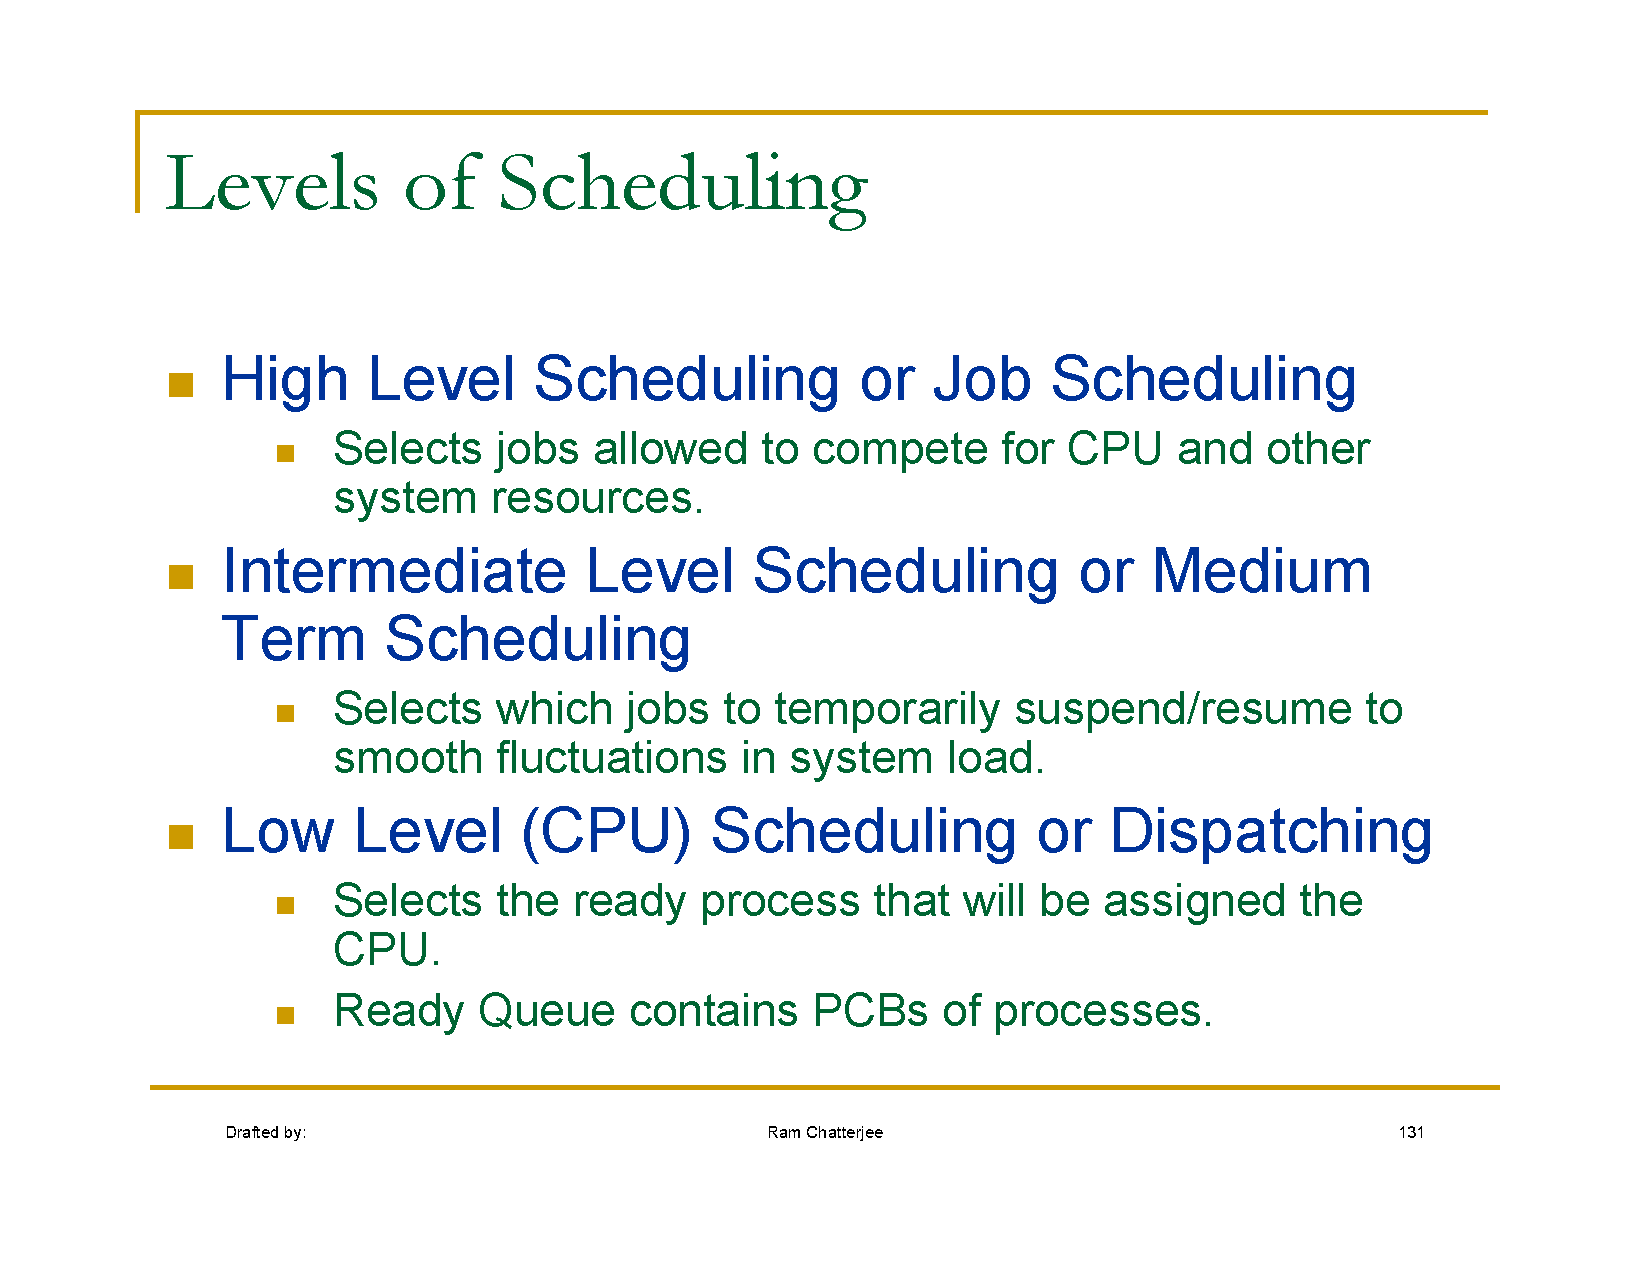 Levels of Scheduling
High Level Scheduling or Job Scheduling
Selects jobs allowed to compete for CPU and other
system resources.
Intermediate Level Scheduling or Medium
Term Scheduling
Selects which jobs to temporarily suspend/resume to
smooth fluctuations in system load.
Low Level (CPU) Scheduling or Dispatching
Selects the ready process that will be assigned the
CPU.
Ready Queue contains PCBs of processes.
Drafted by: Ram Chatterjee 131